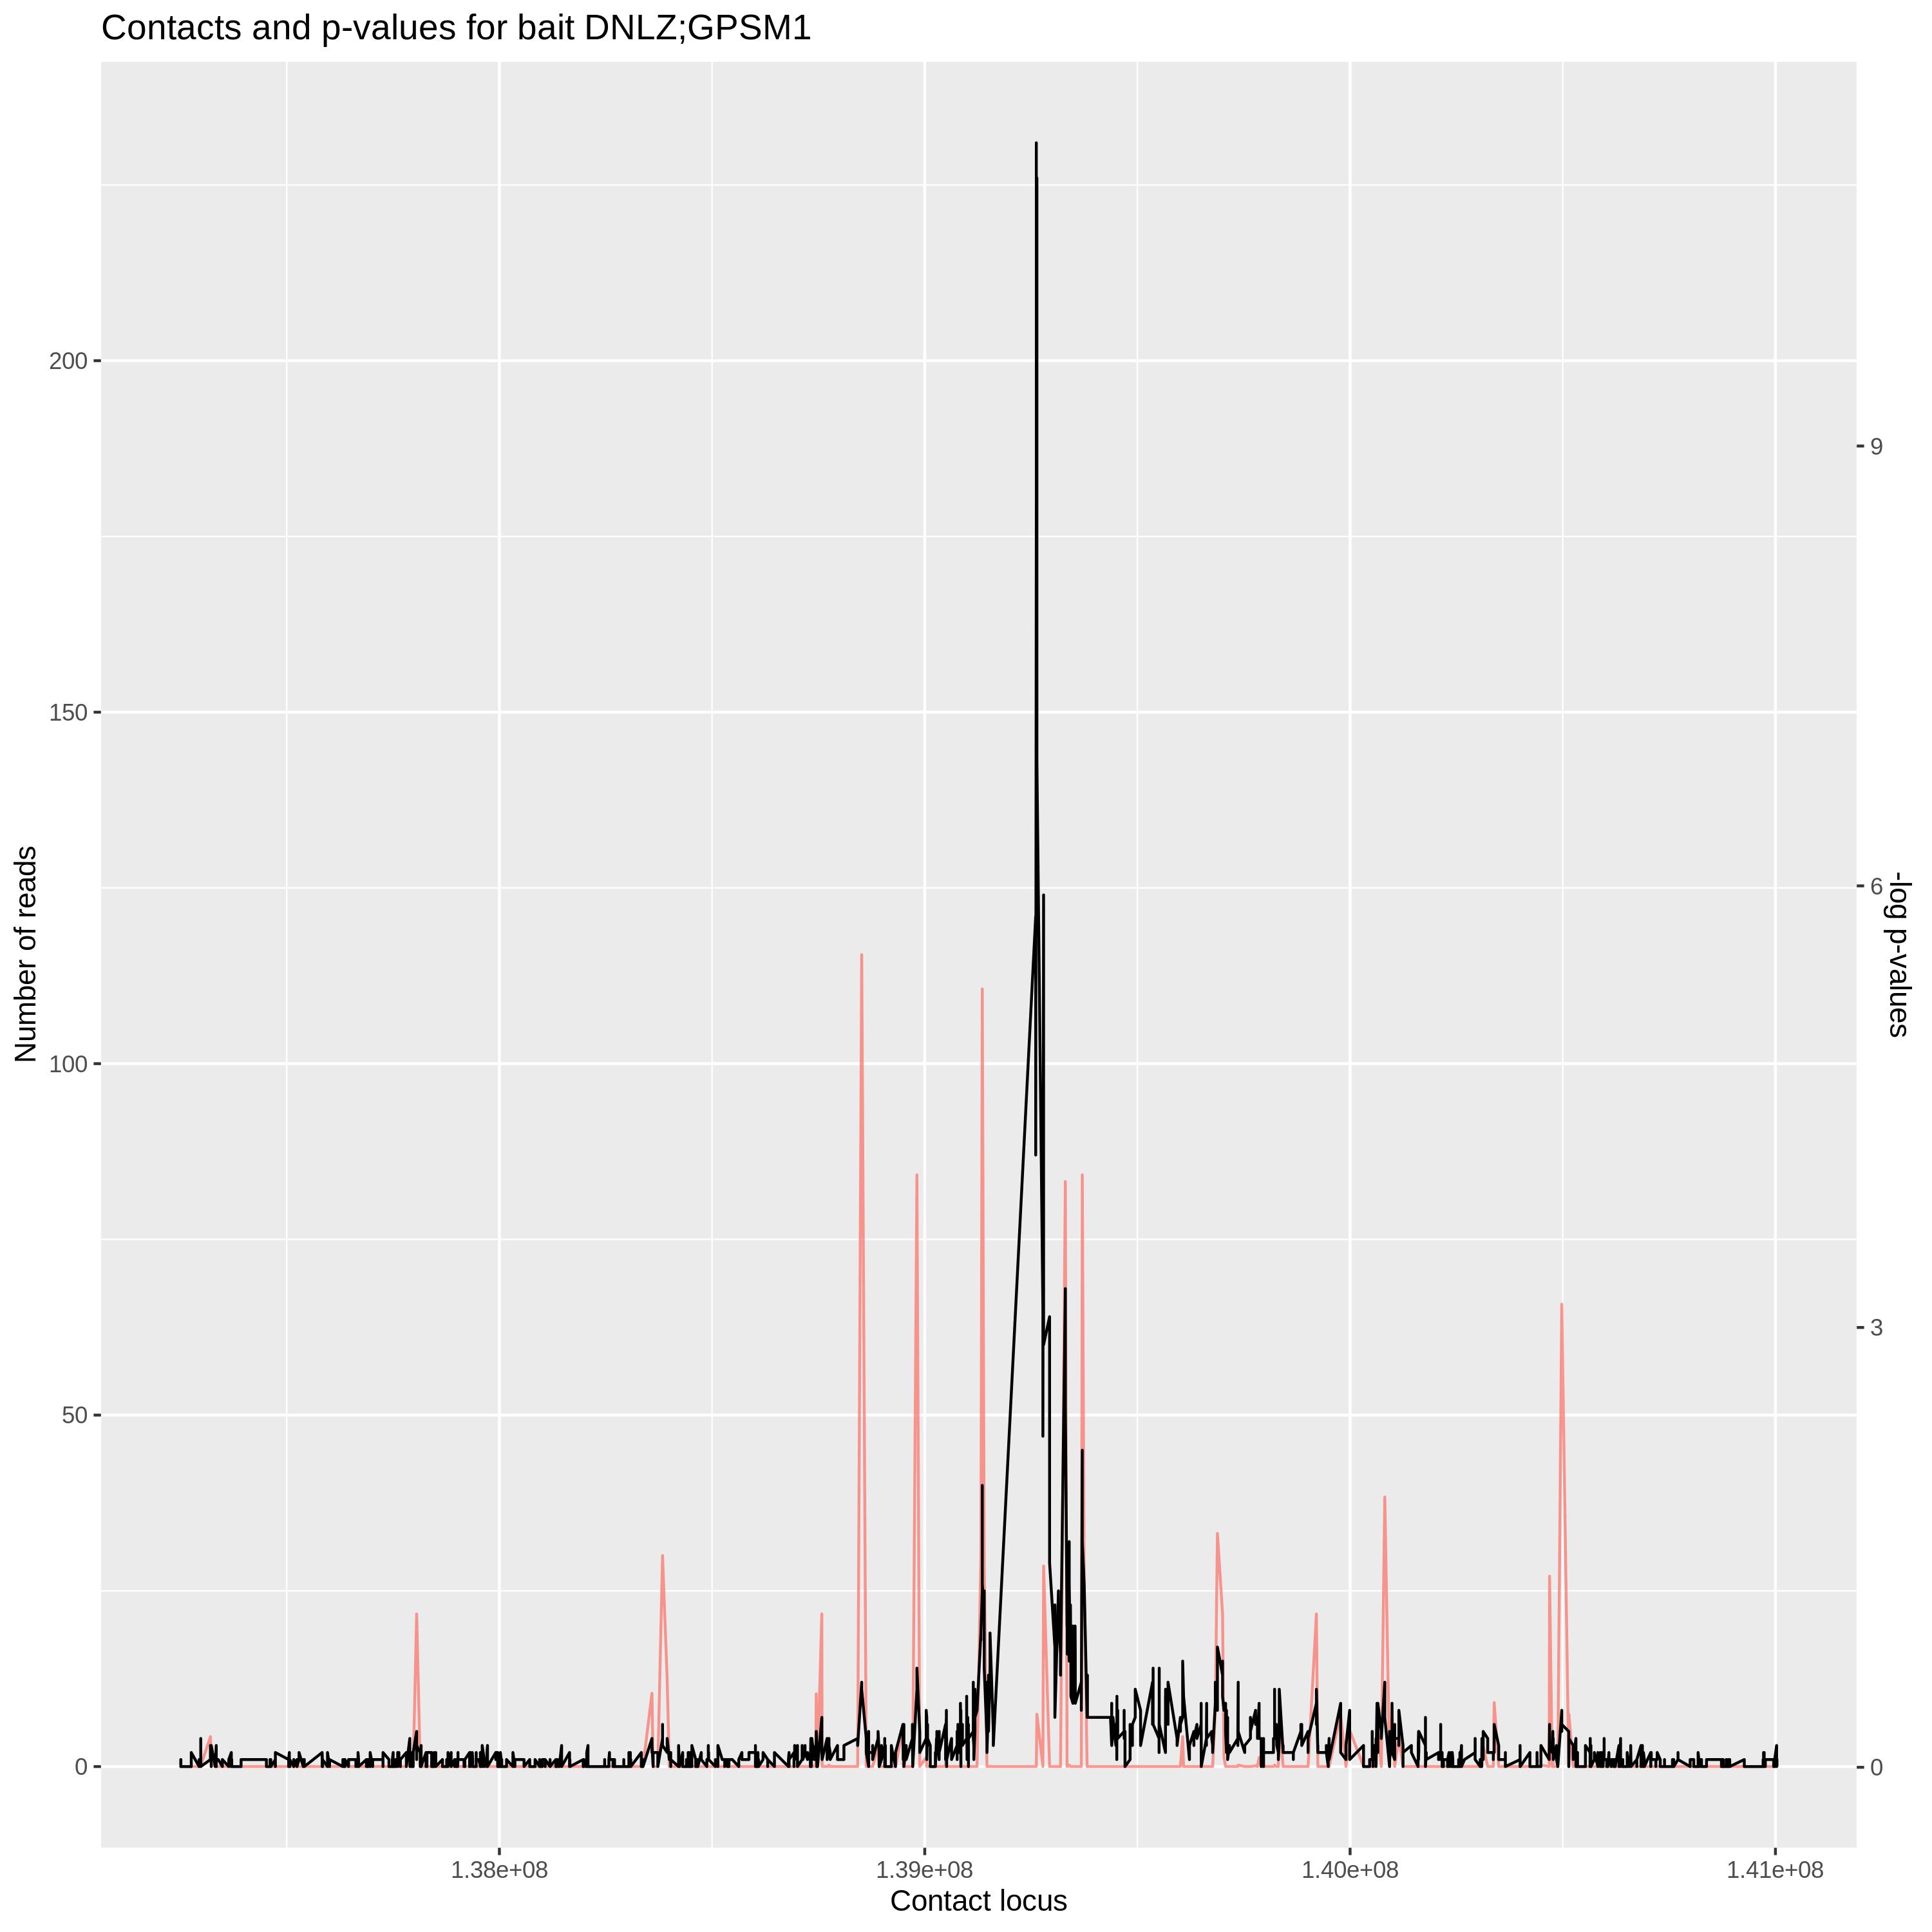 Contacts and p-values for bait DNLZ;GPSM1
Number of reads
200
150
100
50
0
9
6
3
0
-log p-values
1.38e+08
1.39e+08
1.40e+08
1.41e+08
Contact locus